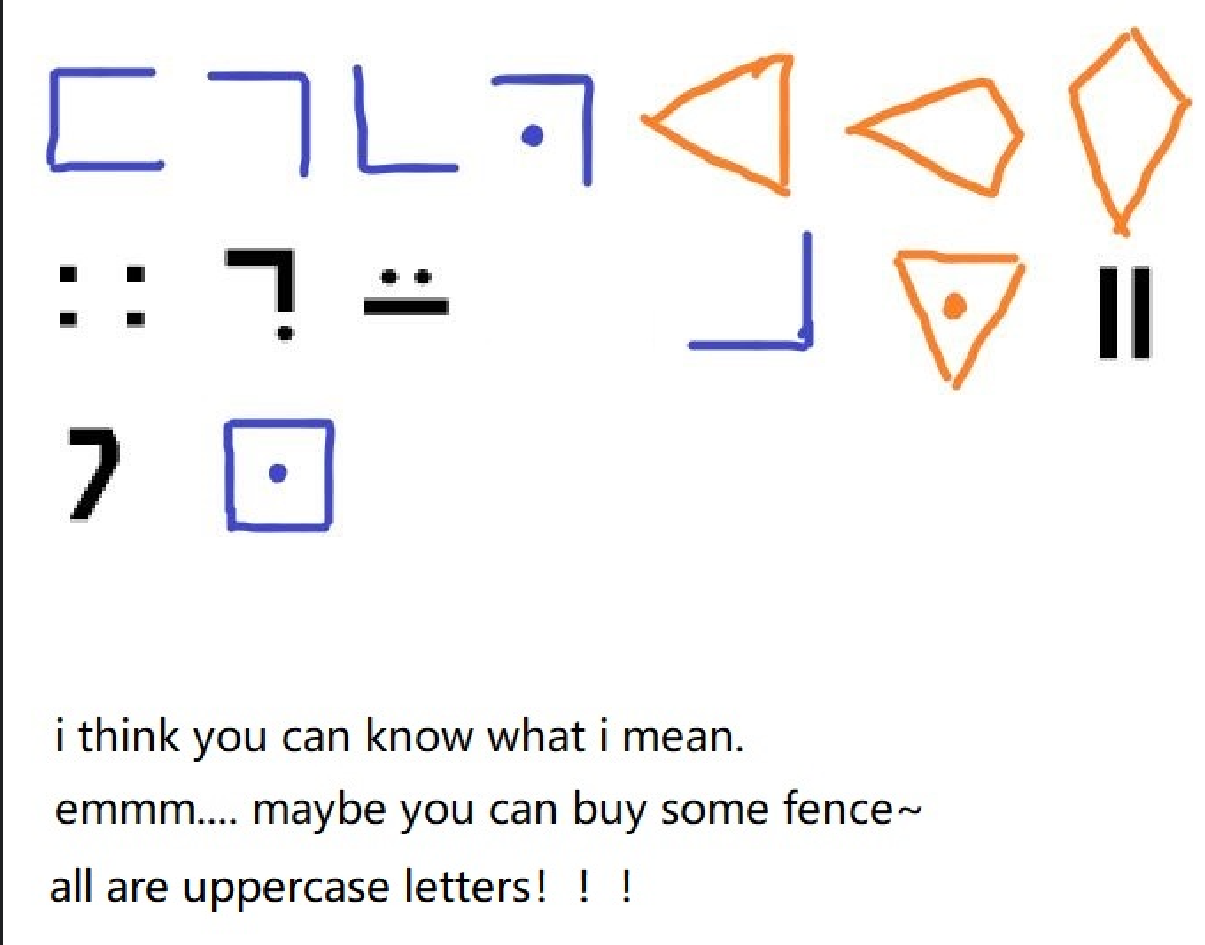 i think you can know what i mean.
emmm.... maybe you can buy some fence~
all are uppercase letters! ! !